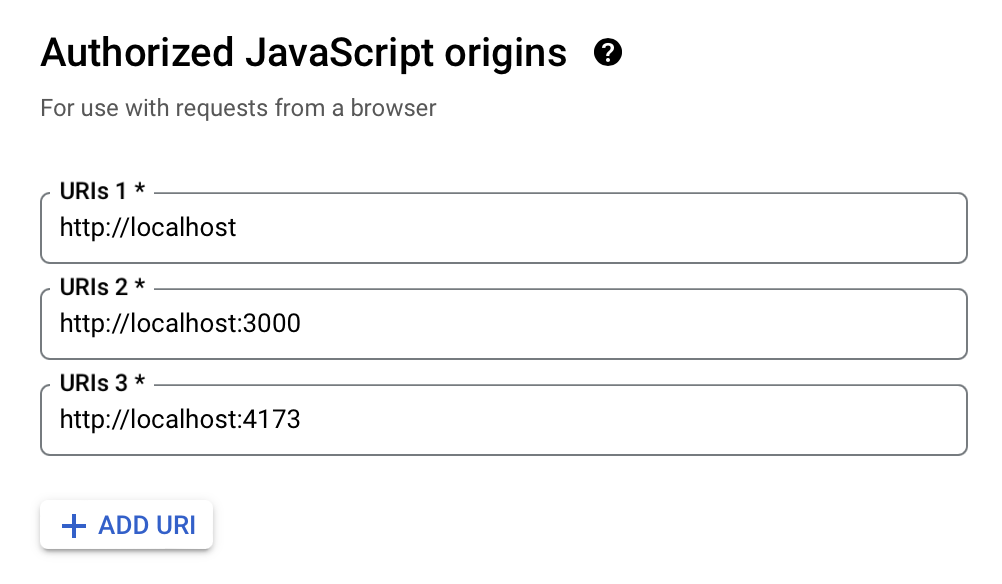 Authorized JavaScript origins
For use with requests from a browser
URIs 1 *
http://localhost
URIs 2 *
http://localhost:3000
URIs 3 *
http://localhost:4173
+ ADD URI